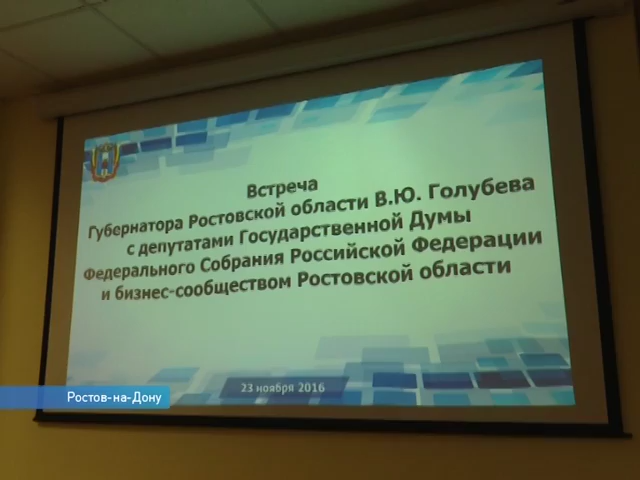 Встреча
Губернатора Ростовской области В.Ю. Голубева
с депутатами Государственной Думы
Федерального Собрания Российской Федерации
и бизнес-сообществом Ростовской области
23 ноября 2016
Ростов-на-Дону